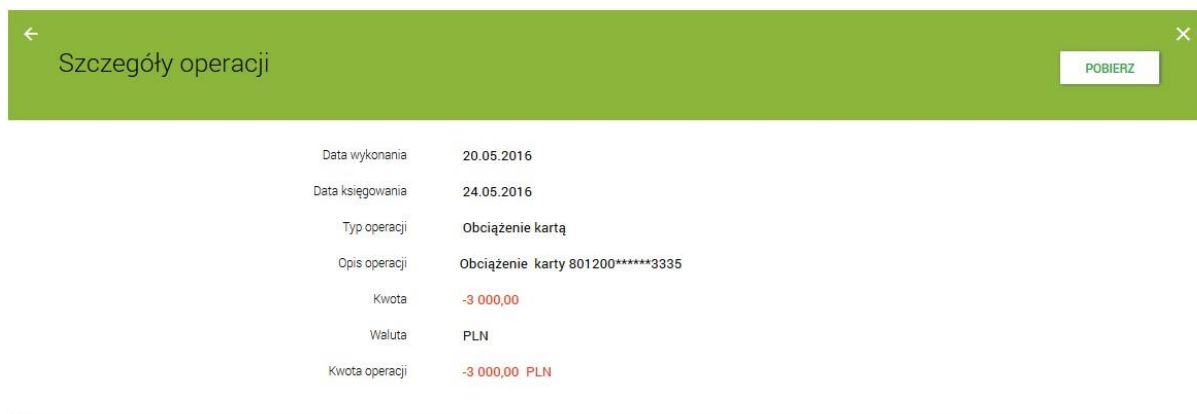 Szczegóły operacji
POBIERZ
Data wykonania 20.05.2016
Data księgowania 24.05.2016
Typ operacji Obciążenie kartą
Opis operacji Obciążenie karty 801200******3335
Kwota -3 000,00
Waluta PLN
Kwota operacji -3 000,00 PLN